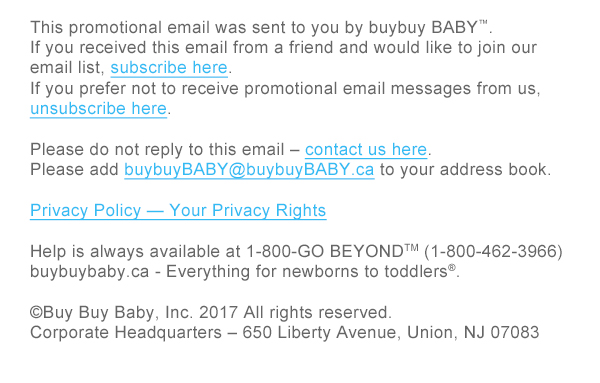 This promotional email was sent to you by buybuy BABY™.
If you received this email from a friend and would like to join our
email list, subscribe here.
If you prefer not to receive promotional email messages from us,
unsubscribe here.
Please do not reply to this email – contact us here.
Please add buybuyBABY@buybuyBABY.ca to your address book.
Privacy Policy — Your Privacy Rights
Help is always available at 1-800-GO BEYOND™ (1-800-462-3966)
buybuybaby.ca - Everything for newborns to toddlers®.
©Buy Buy Baby, Inc. 2017 All rights reserved.
Corporate Headquarters – 650 Liberty Avenue, Union, NJ 07083